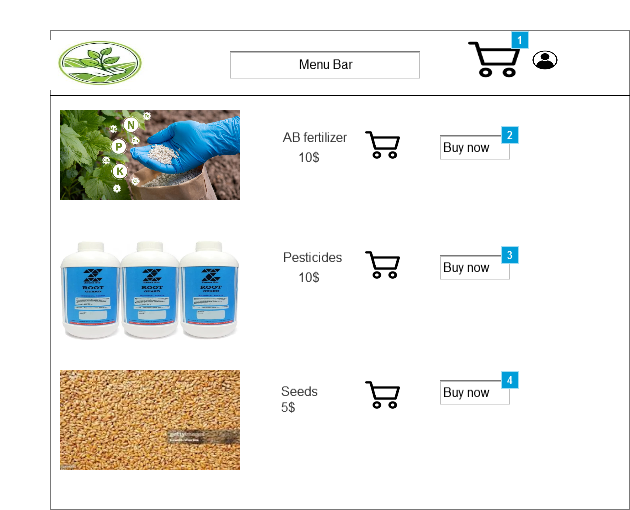 1
Menu Bar
N
P
K
AB fertilizer
10$
2
Buy now
ROOT
ROOT
ROOT
Pesticides
10$
3
Buy now
Seeds
5$
4
Buy now